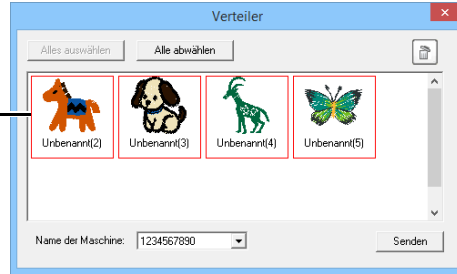 Verteiler
Alles auswählen Alle abwählen
Unbenannt(2) Unbenannt(3) Unbenannt(4) Unbenannt(5)
Name der Maschine: 1234567890 Senden